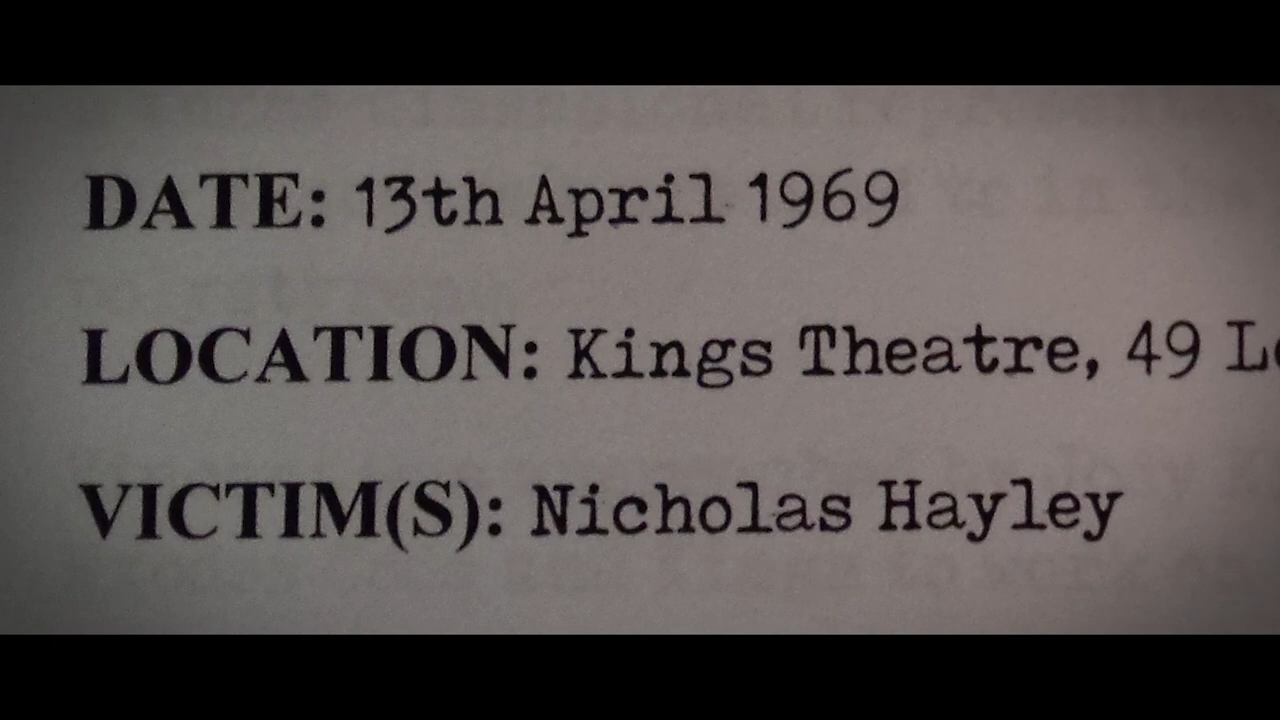 DATE: 13th April 1969
LOCATION: Kings Theatre, 49
VICTIM(S): Nicholas Hayley